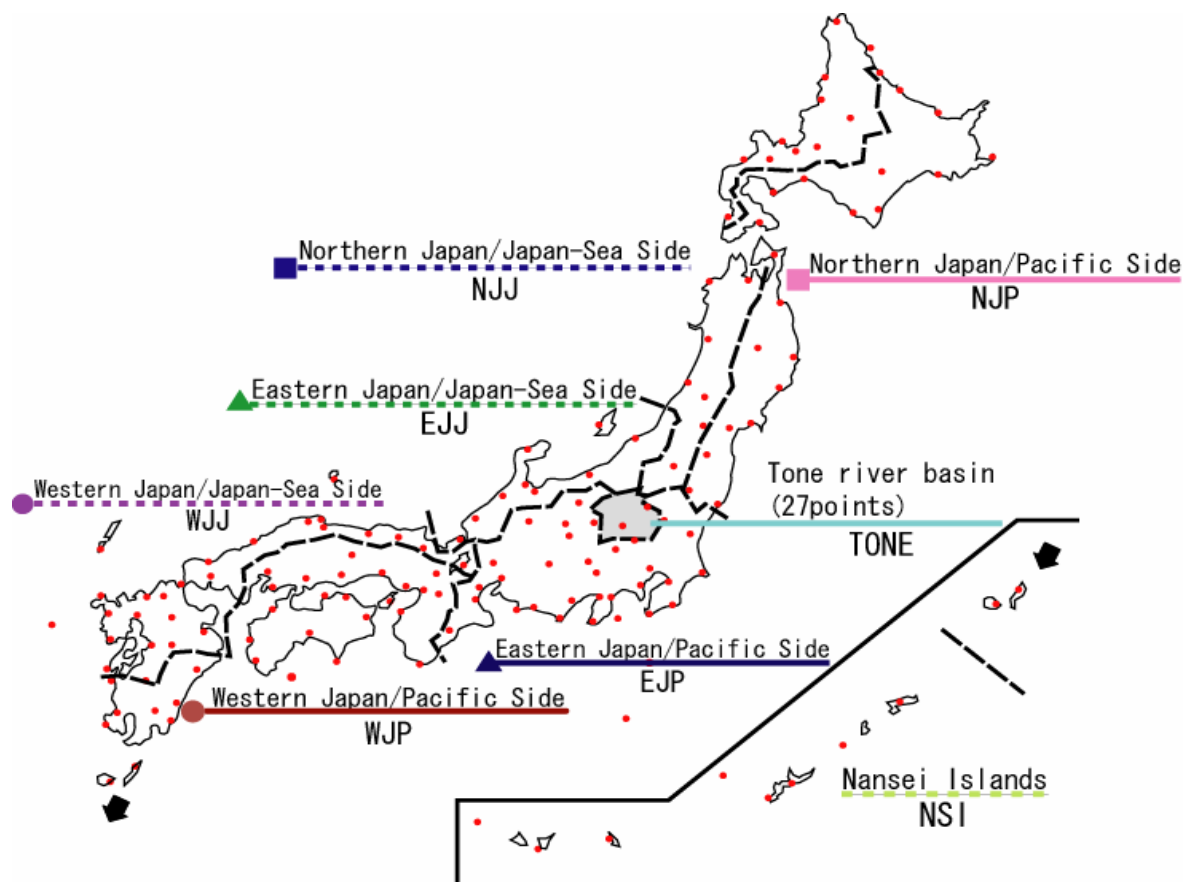 Northern Japan/Japan-Sea Side
NJJ
Northern Japan/Pacific Side
NJP
Eastern Japan/Japan-Sea Side
EJJ
Tone river basin
(27points)
TONE
Western Japan/Japan-Sea Side
WJJ
Eastern Japan/Pacific Side
EJP
Western Japan/Pacific Side
WJP
Nansei Islands
NSI